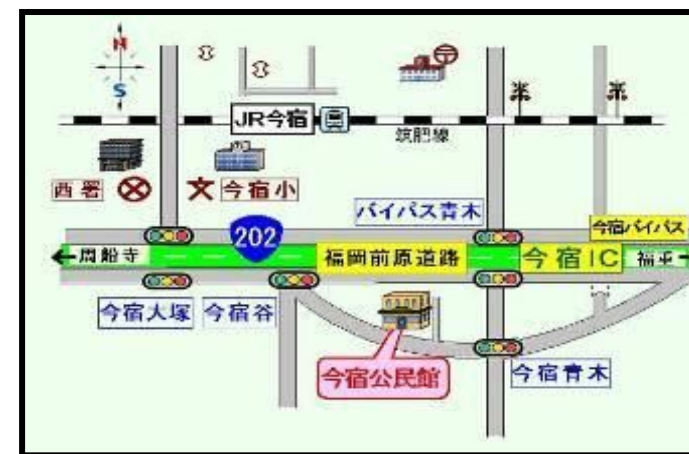 N
S
JR今宿
筑肥線
西署
文
今宿小
バイパス青木
今宿バイパス
202
←周船寺
福岡前原道路
今宿IC
福重→
今宿大塚
今宿谷
今宿公民館
今宿青木